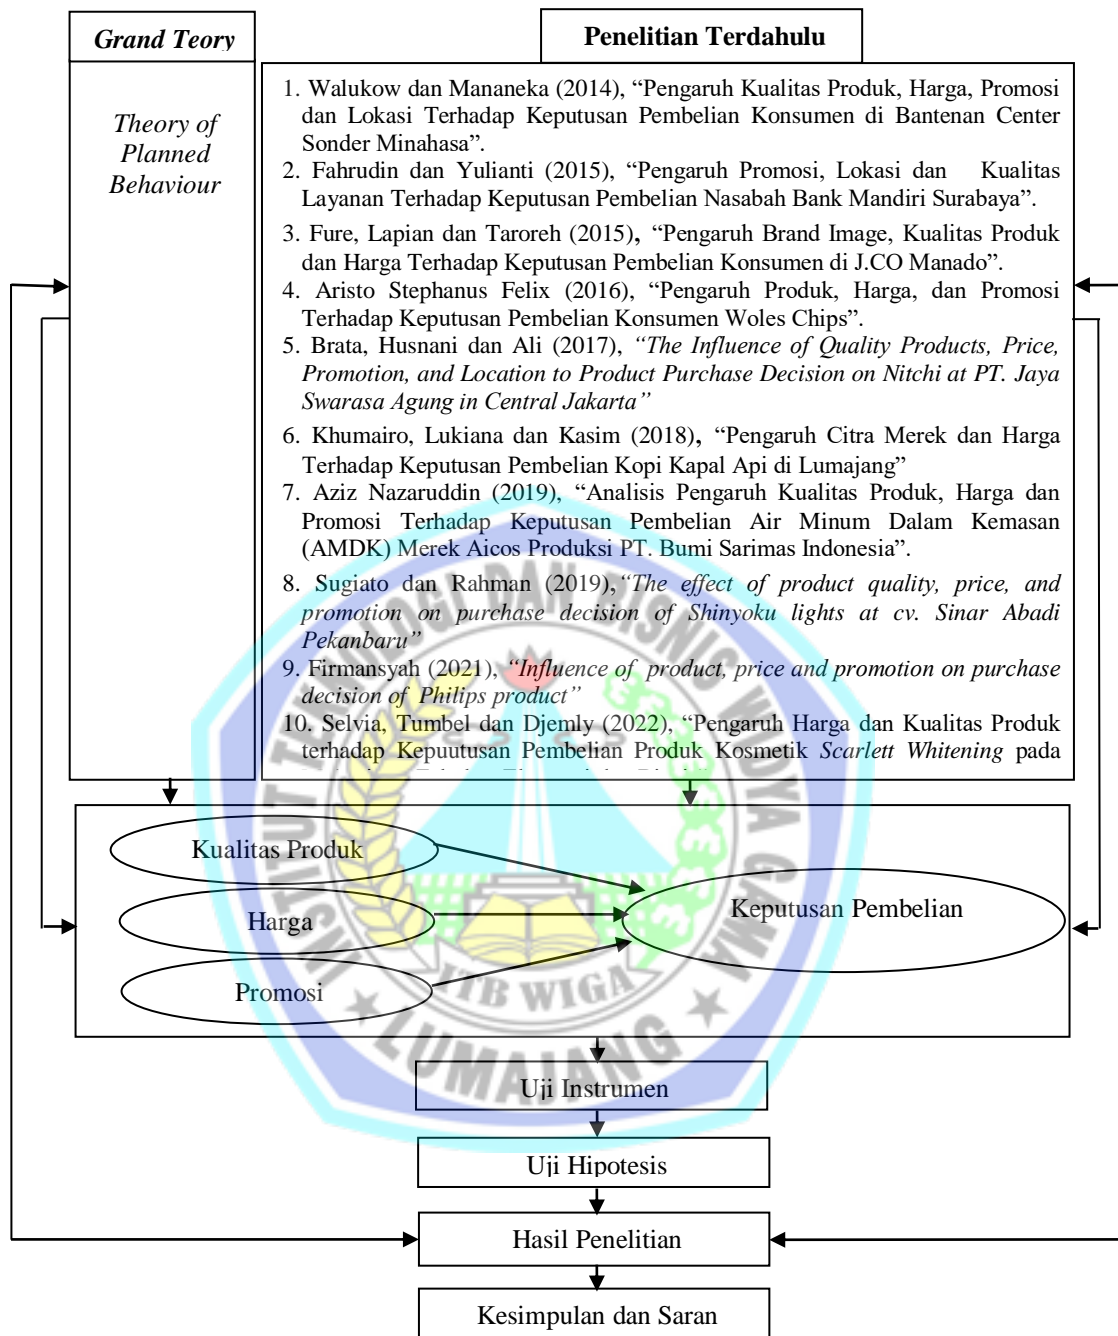 Grand Teory
Theory of
Planned
Behaviour
Penelitian Terdahulu
1. Walukow dan Mananeka (2014), “Pengaruh Kualitas Produk, Harga, Promosi
dan Lokasi Terhadap Keputusan Pembelian Konsumen di Bantenan Center
Sonder Minahasa”.
2. Fahrudin dan Yulianti (2015), “Pengaruh Promosi, Lokasi dan Kualitas
Layanan Terhadap Keputusan Pembelian Nasabah Bank Mandiri Surabaya”.
3. Fure, Lapian dan Taroreh (2015), “Pengaruh Brand Image, Kualitas Produk
dan Harga Terhadap Keputusan Pembelian Konsumen di J.CO Manado”.
4. Aristo Stephanus Felix (2016), “Pengaruh Produk, Harga, dan Promosi
Terhadap Keputusan Pembelian Konsumen Woles Chips”.
5. Brata, Husnani dan Ali (2017), “The Influence of Quality Products, Price,
Promotion, and Location to Product Purchase Decision on Nitchi at PT. Jaya
Swarasa Agung in Central Jakarta”
6. Khumairo, Lukiana dan Kasim (2018), “Pengaruh Citra Merek dan Harga
Terhadap Keputusan Pembelian Kopi Kapal Api di Lumajang”
7. Aziz Nazaruddin (2019), “Analisis Pengaruh Kualitas Produk, Harga dan
Promosi Terhadap Keputusan Pembelian Air Minum Dalam Kemasan
(AMDK) Merek Aicos Produksi PT. Bumi Sarimas Indonesia”.
8. Sugiato dan Rahman (2019),“The effect of product quality, price, and
promotion on purchase decision of Shinyoku lights at cv. Sinar Abadi
Pekanbaru”
9. Firmansyah (2021), “Influence of product, price and promotion on purchase
decision of Philips product”
10. Selvia, Tumbel dan Djemly (2022), “Pengaruh Harga dan Kualitas Produk
terhadap Kepuutusan Pembelian Produk Kosmetik Scarlett Whitening pada
Kualitas Produk
Harga
Promosi
Keputusan Pembelian
Uji Instrumen
Uji Hipotesis
Hasil Penelitian
Kesimpulan dan Saran
INSTITUT TEKNOLOGI DAN BISNIS WIDYA GAMA
ITB WIGA
LUMAJANG